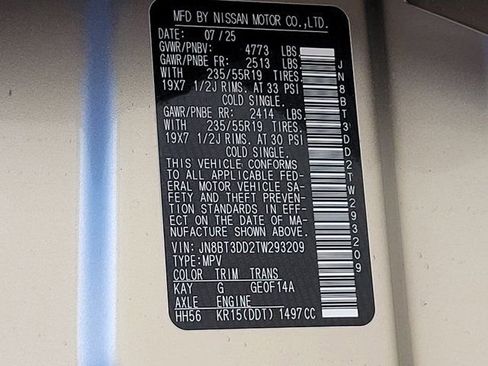 MFD BY NISSAN MOTOR CO.,LTD.
DATE: 07/25
GVWR/PNBV: 4773 LBS.
GAWR/PNBE FR: 2513 LBS.
WITH 235/55R19 TIRES.
19X7 1/2J RIMS. AT 33 PSI
COLD SINGLE.
GAWR/PNBE RR: 2414 LBS.
WITH 235/55R19 TIRES.
19X7 1/2J RIMS. AT 30 PSI
COLD SINGLE.
THIS VEHICLE CONFORMS
TO ALL APPLICABLE FED-
ERAL MOTOR VEHICLE SA-
FETY AND THEFT PREVEN-
TION STANDARDS IN EFF-
ECT ON THE DATE OF MA-
NUFACTURE SHOWN ABOVE.
VIN: JN8BT3DD2TW293209
TYPE:MPV
COLOR TRIM TRANS
KAY G GE0F14A
AXLE ENGINE
HH56 KR15(DDT) 1497CC
JN8BT3DD2TW293209